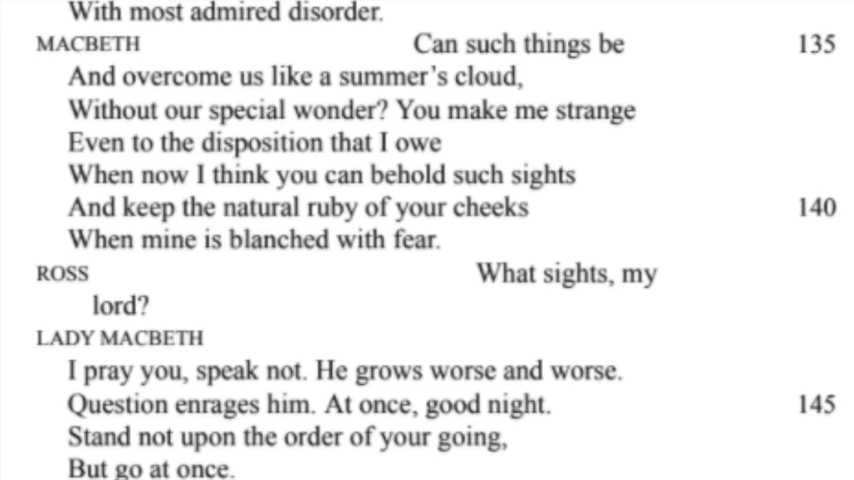 With most admired disorder.
MACBETH Can such things be 135
And overcome us like a summer's cloud,
Without our special wonder? You make me strange
Even to the disposition that I owe
When now I think you can behold such sights
And keep the natural ruby of your cheeks 140
When mine is blanched with fear.
ROSS What sights, my
lord?
LADY MACBETH
I pray you, speak not. He grows worse and worse.
Question enrages him. At once, good night. 145
Stand not upon the order of your going,
But go at once.